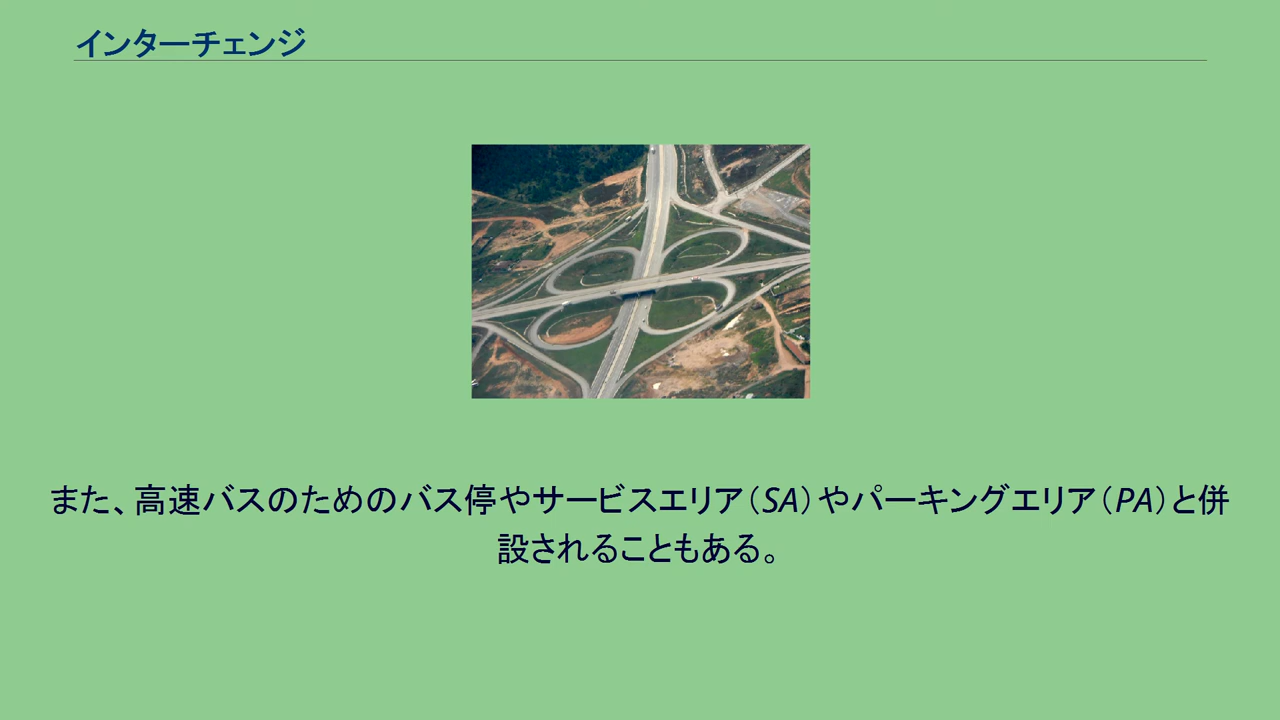 インターチェンジ
また、高速バスのためのバス停やサービスエリア（SA）やパーキングエリア（PA）と併
設されることもある。